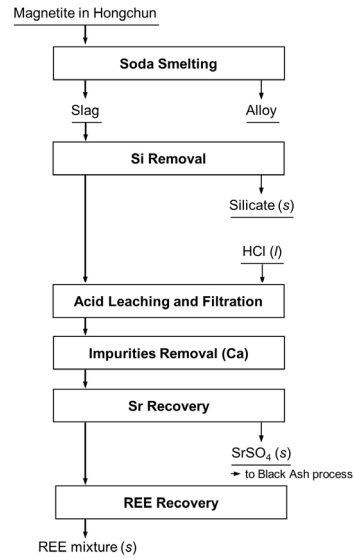 Magnetite in Hongchun
Soda Smelting
Slag Alloy
Si Removal
Silicate (s)
HCl (l)
Acid Leaching and Filtration
Impurities Removal (Ca)
Sr Recovery
SrSO₄ (s)
→ to Black Ash process
REE Recovery
REE mixture (s)